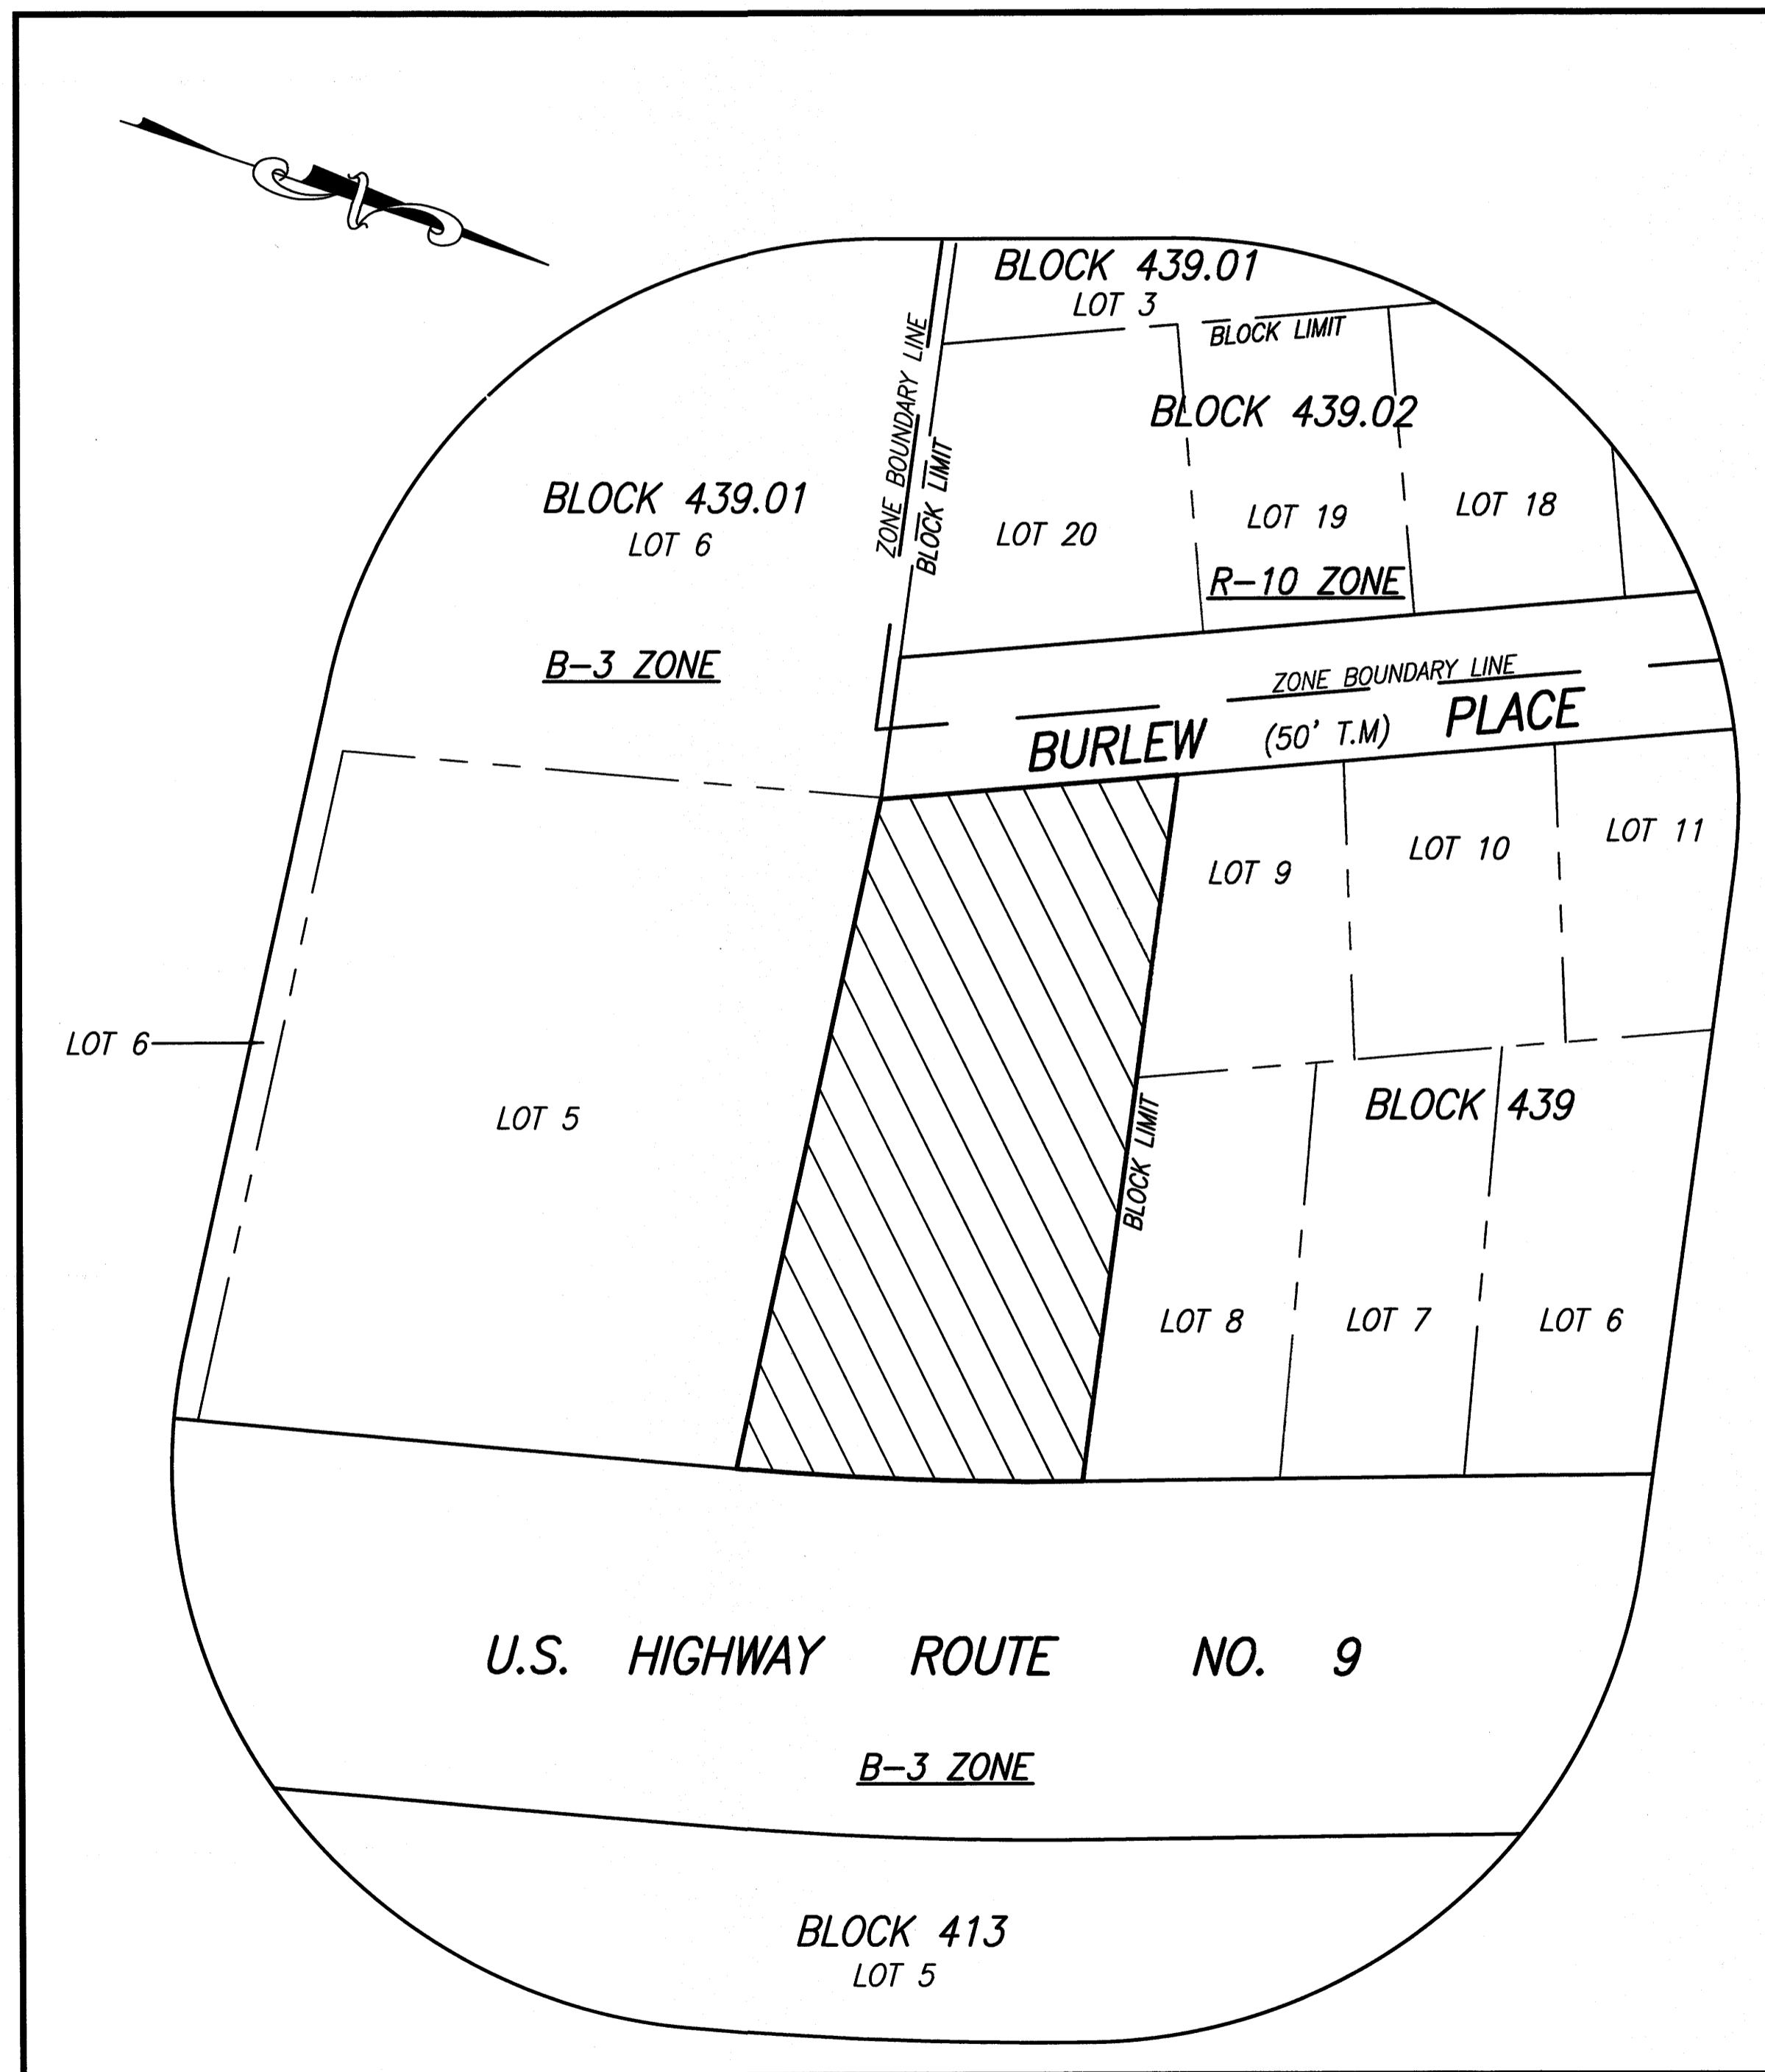 BLOCK 439.01
LOT 3
BLOCK LIMIT
ZONE BOUNDARY LINE
BLOCK LIMIT
BLOCK 439.02
BLOCK 439.01
LOT 6
LOT 20
LOT 19
LOT 18
R-10 ZONE
B-3 ZONE
ZONE BOUNDARY LINE
BURLEW (50' T.M) PLACE
LOT 9
LOT 10
LOT 11
LOT 6
LOT 5
BLOCK LIMIT
BLOCK 439
LOT 8
LOT 7
LOT 6
U.S. HIGHWAY ROUTE NO. 9
B-3 ZONE
BLOCK 413
LOT 5